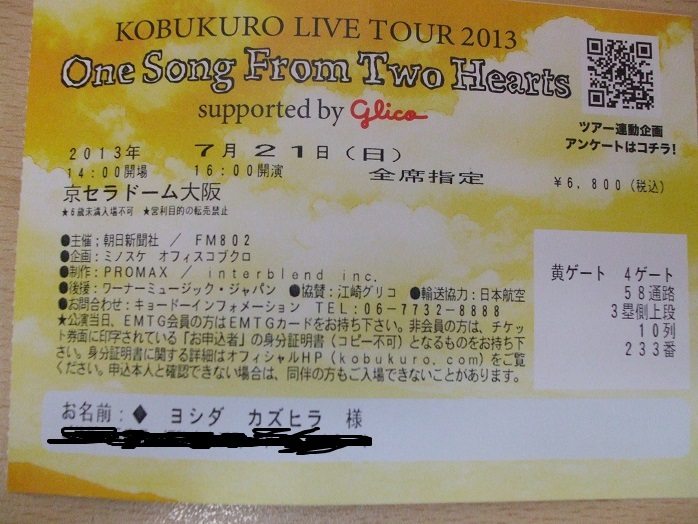 KOBUKURO LIVE TOUR 2013
One Song From Two Hearts
supported by Glico
ツアー連動企画
アンケートはコチラ!
2013年 7月21日(日)
14:00開場 16:00開演 全席指定 ¥6,800(税込)
京セラドーム大阪
★6歳未満入場不可 ★営利目的の転売禁止
●主催:朝日新聞社 / FM802
●企画:ミノスケ オフィスコブクロ
●制作:PROMAX / interblend inc.
●後援:ワーナーミュージック・ジャパン ●協賛:江崎グリコ ●輸送協力:日本航空
●お問合わせ:キョードーインフォメーション TEL:06-7732-8888
★公演当日、EMTG会員の方はEMTGカードをお持ち下さい。非会員の方は、チケッ
ト券面に印字されている「お申込者」の身分証明書(コピー不可)となるものをお持ち下
さい。身分証明書に関する詳細はオフィシャルHP(kobukuro.com)をご覧
ください。申込本人と確認できない場合は、同伴の方もご入場できないことがあります。
黄ゲート 4ゲート
58通路
3塁側上段
10列
233番
お名前:◆ ヨシダ カズヒラ 様